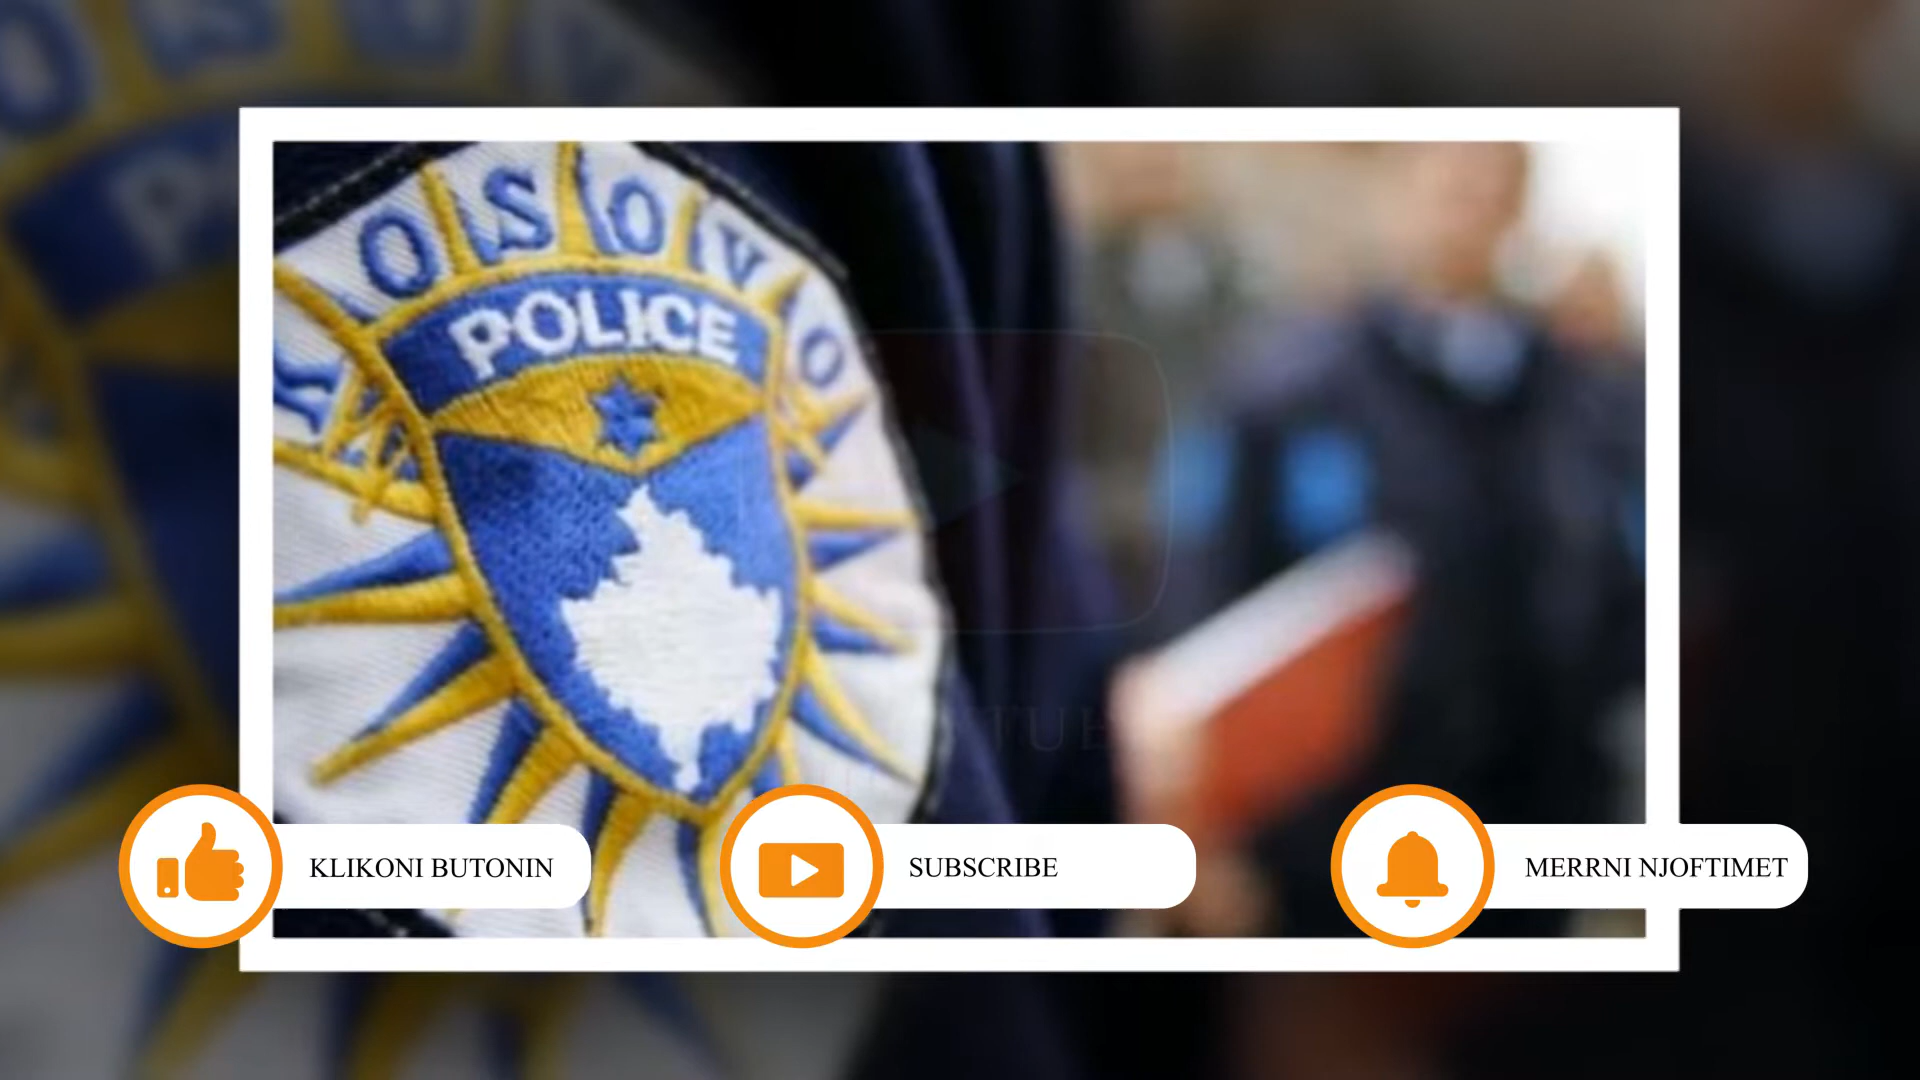 KOSOVO
POLICE
KLIKONI BUTONIN
SUBSCRIBE
MERRNI NJOFTIMET